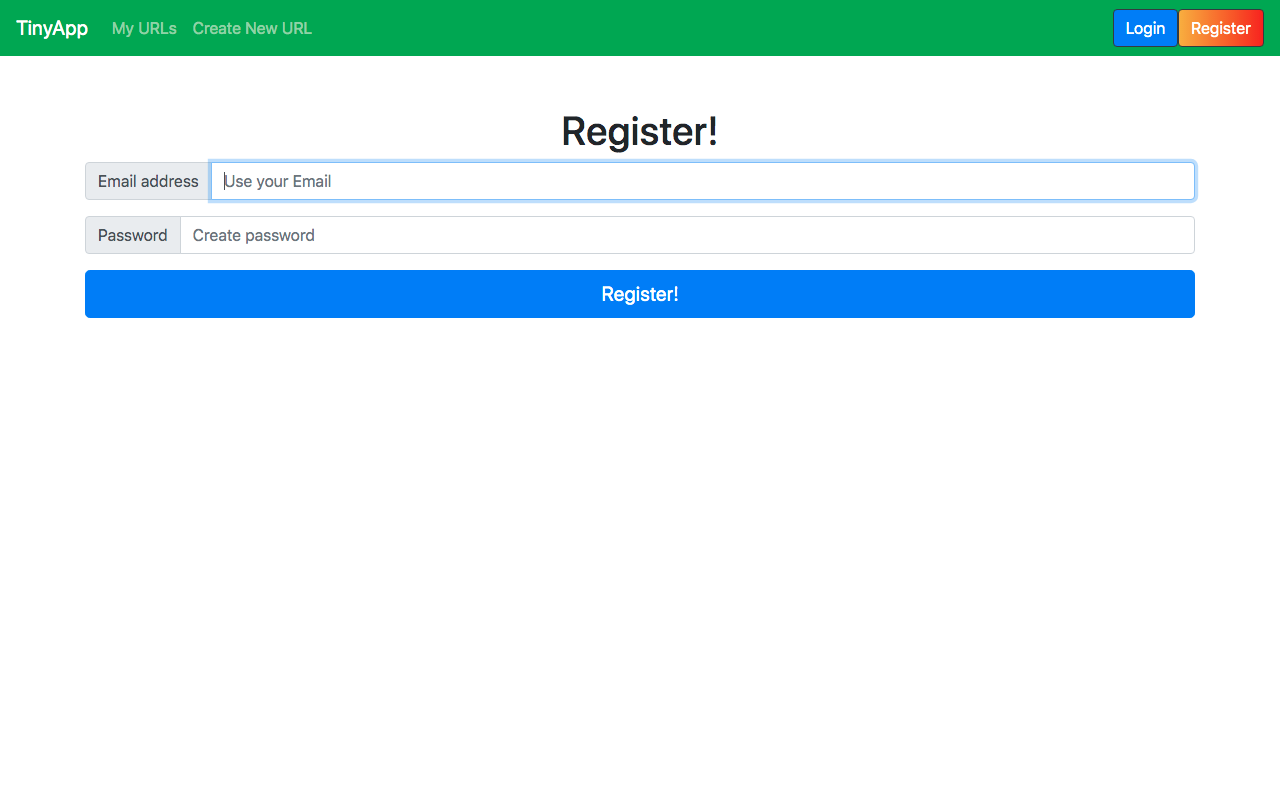 TinyApp My URLs Create New URL Login Register
Register!
Email address Use your Email
Password Create password
Register!